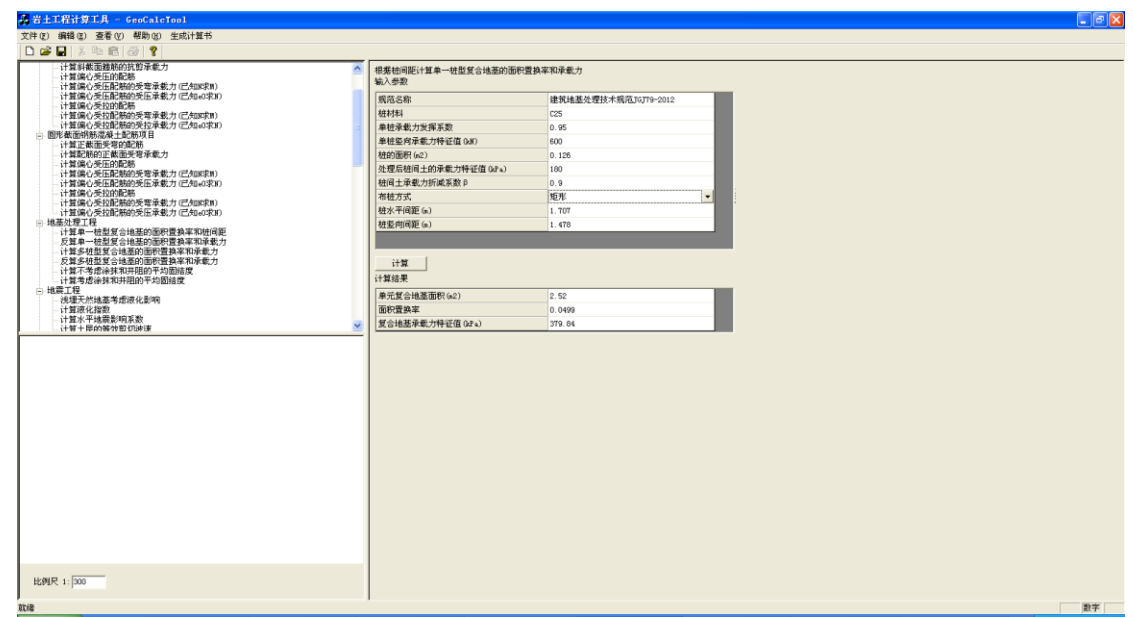 岩土工程计算工具 - GeoCalcTool
文件(F) 编辑(E) 查看(V) 帮助(H) 生成计算书
计算斜截面箍筋的抗剪承载力
计算偏心受压的配筋
计算偏心受压配筋的受弯承载力(已知N求M)
计算偏心受压配筋的受压承载力(已知e0求N)
计算偏心受拉的配筋
计算偏心受拉配筋的受弯承载力(已知N求M)
计算偏心受拉配筋的受拉承载力(已知e0求N)
圆形截面钢筋混凝土配筋项目
计算正截面受弯的配筋
计算配筋的正截面受弯承载力
计算偏心受压的配筋
计算偏心受压配筋的受弯承载力(已知N求M)
计算偏心受压配筋的受压承载力(已知e0求N)
计算偏心受拉的配筋
计算偏心受拉配筋的受弯承载力(已知N求M)
计算偏心受拉配筋的受压承载力(已知e0求N)
地基处理工程
计算单一桩型复合地基的面积置换率和桩间距
反算单一桩型复合地基的面积置换率和承载力
计算多桩型复合地基的面积置换率和承载力
反算多桩型复合地基的面积置换率和承载力
计算不考虑涂抹和井阻的平均固结度
计算考虑涂抹和井阻的平均固结度
地震工程
浅埋天然地基考虑液化影响
计算液化指数
计算水平地震影响系数
计算土层的等效剪切波速
比例尺 1: 300
根据桩间距计算单一桩型复合地基的面积置换率和承载力
输入参数
规范名称 建筑地基处理技术规范JGJ79-2012
桩材料 C25
单桩承载力发挥系数 0.95
单桩竖向承载力特征值(kN) 600
桩的面积(m2) 0.126
处理后桩间土的承载力特征值(kPa) 180
桩间土承载力折减系数β 0.9
布桩方式 矩形
桩水平间距(m) 1.707
桩竖向间距(m) 1.478
计算
计算结果
单元复合地基面积(m2) 2.52
面积置换率 0.0499
复合地基承载力特征值(kPa) 379.84
就绪
数字